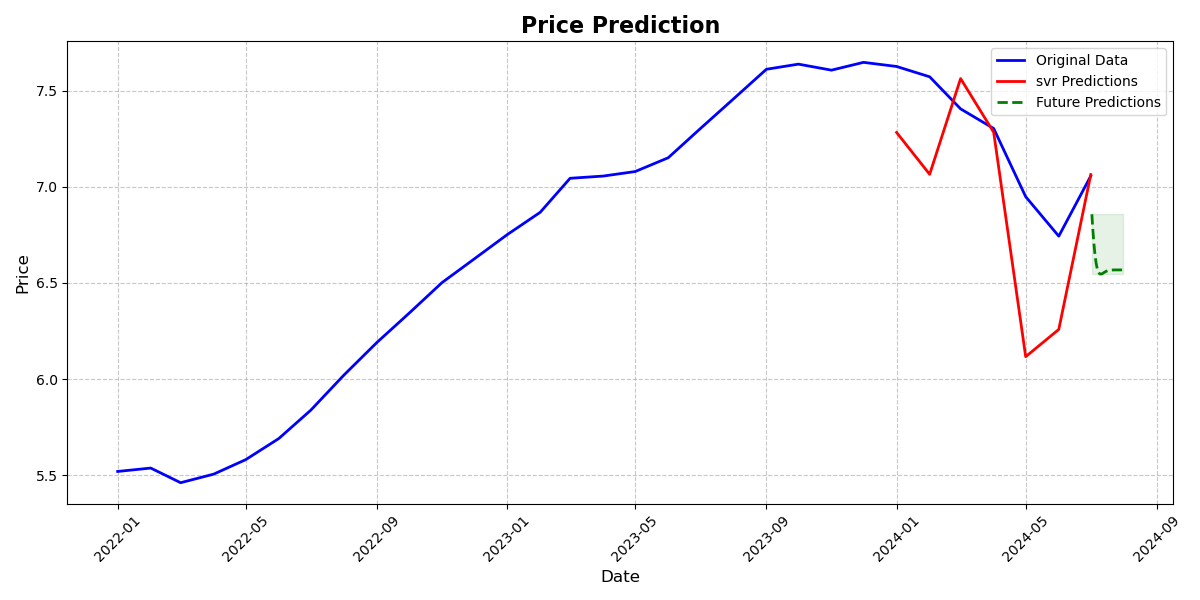 Price Prediction
Original Data
svr Predictions
Future Predictions
Price
7.5
7.0
6.5
6.0
5.5
2022-01
2022-05
2022-09
2023-01
2023-05
2023-09
2024-01
2024-05
2024-09
Date